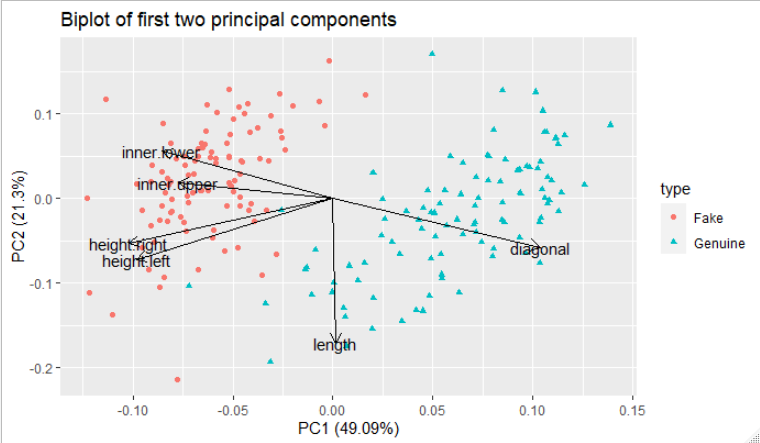 Biplot of first two principal components
PC2 (21.3%)
0.1
0.0
-0.1
-0.2
inner.lower
inner.upper
height.right
height.left
diagonal
length
-0.10
-0.05
0.00
0.05
0.10
0.15
PC1 (49.09%)
type
Fake
Genuine